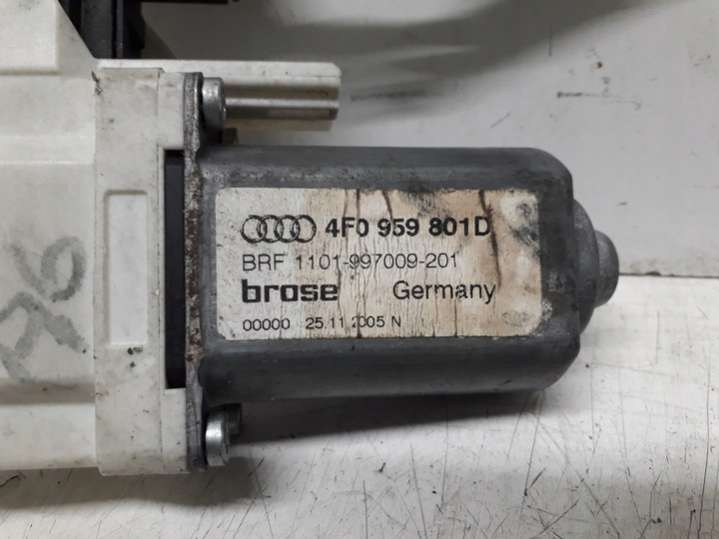 4F0 959 801D
BRF 1101-997009-201
brose Germany
00000 25.11.2005 N